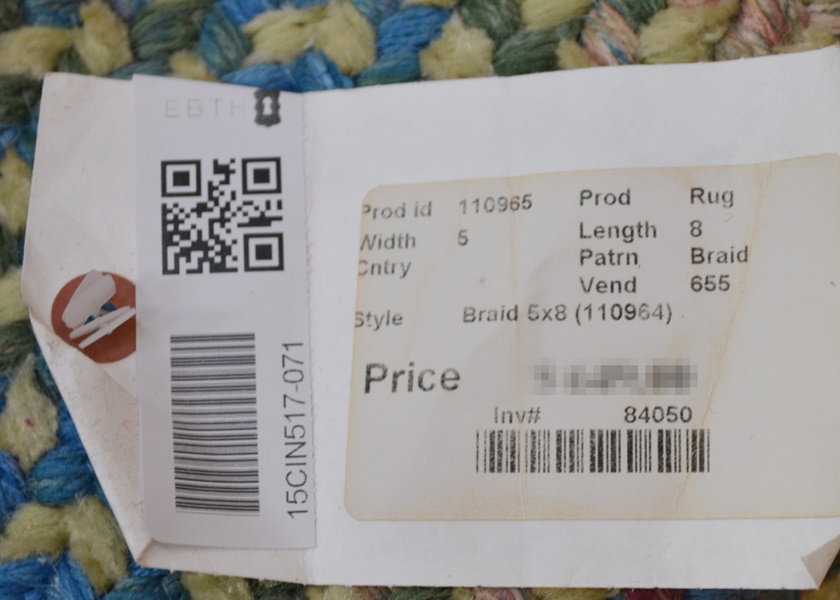 EBTH
15CIN517-071
Prod id 110965 Prod Rug
Width 5 Length 8
Cntry Patrn Braid
Vend 655
Style Braid 5x8 (110964)
Price
Inv# 84050